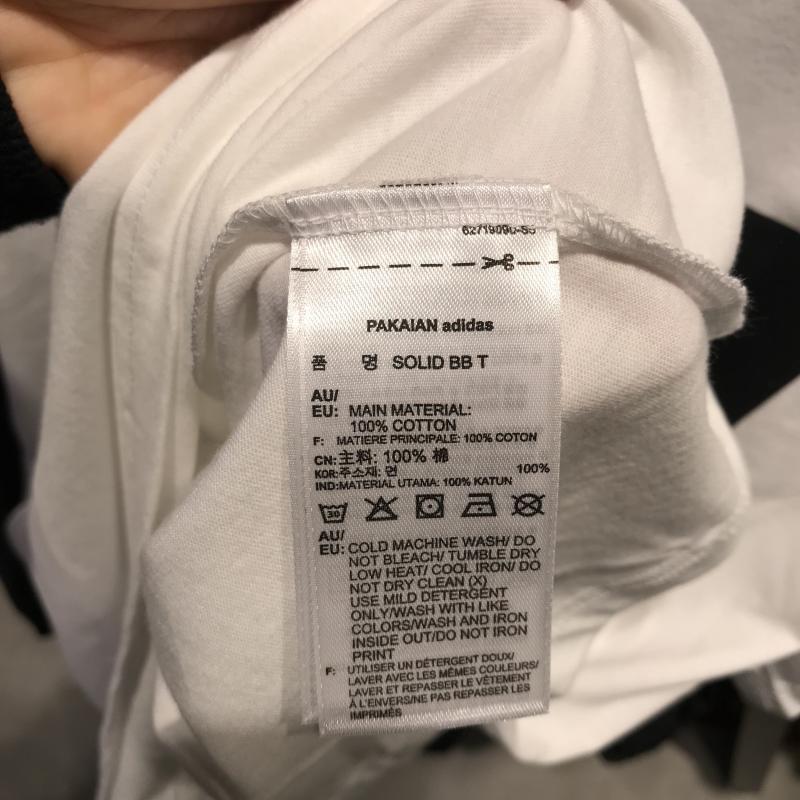 PAKAIAN adidas
품 명 SOLID BB T
AU/
EU: MAIN MATERIAL:
100% COTTON
F: MATIERE PRINCIPALE: 100% COTON
CN: 主料: 100% 棉
KOR: 주소재: 면 100%
IND: MATERIAL UTAMA: 100% KATUN
30
AU/
EU: COLD MACHINE WASH/ DO
NOT BLEACH/ TUMBLE DRY
LOW HEAT/ COOL IRON/ DO
NOT DRY CLEAN (X)
USE MILD DETERGENT
ONLY/WASH WITH LIKE
COLORS/WASH AND IRON
INSIDE OUT/DO NOT IRON
PRINT
F: UTILISER UN DÉTERGENT DOUX/
LAVER AVEC LES MÊMES COULEURS/
LAVER ET REPASSER LE VÊTEMENT
À L'ENVERS/NE PAS REPASSER LES
IMPRIMÉS